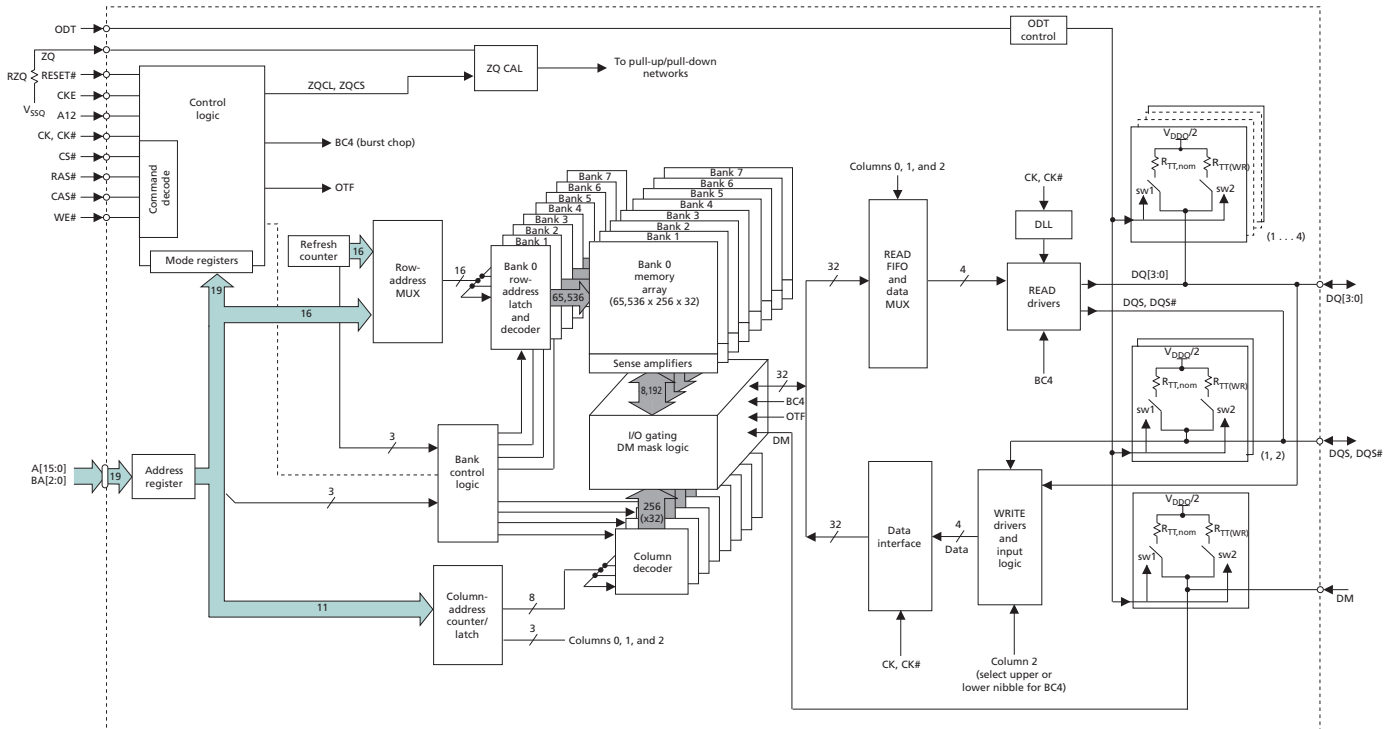 ODT
ODT
control
ZQ
RZQ
RESET#
CKE
VSSQ
A12
CK, CK#
CS#
RAS#
CAS#
WE#
Control
logic
Command
decode
Mode registers
ZQCL, ZQCS
ZQ CAL
To pull-up/pull-down
networks
BC4 (burst chop)
OTF
Refresh
counter
16
Row-
address
MUX
16
19
16
Bank 7
Bank 6
Bank 5
Bank 4
Bank 3
Bank 2
Bank 1
Bank 0
row-
address
latch
and
decoder
65,536
Bank 7
Bank 6
Bank 5
Bank 4
Bank 3
Bank 2
Bank 1
Bank 0
memory
array
(65,536 x 256 x 32)
Sense amplifiers
8,192
32
BC4
OTF
DM
I/O gating
DM mask logic
256
(x32)
Column
decoder
3
Bank
control
logic
3
A[15:0]
BA[2:0]
19
Address
register
11
Column-
address
counter/
latch
8
3
Columns 0, 1, and 2
Columns 0, 1, and 2
32
READ
FIFO
and
data
MUX
4
CK, CK#
DLL
READ
drivers
BC4
DQ[3:0]
DQS, DQS#
VDDQ/2
RTT,nom
RTT(WR)
sw1
sw2
(1 . . . 4)
DQ[3:0]
VDDQ/2
RTT,nom
RTT(WR)
sw1
sw2
(1, 2)
DQS, DQS#
VDDQ/2
RTT,nom
RTT(WR)
sw1
sw2
DM
32
Data
interface
4
Data
WRITE
drivers
and
input
logic
CK, CK#
Column 2
(select upper or
lower nibble for BC4)